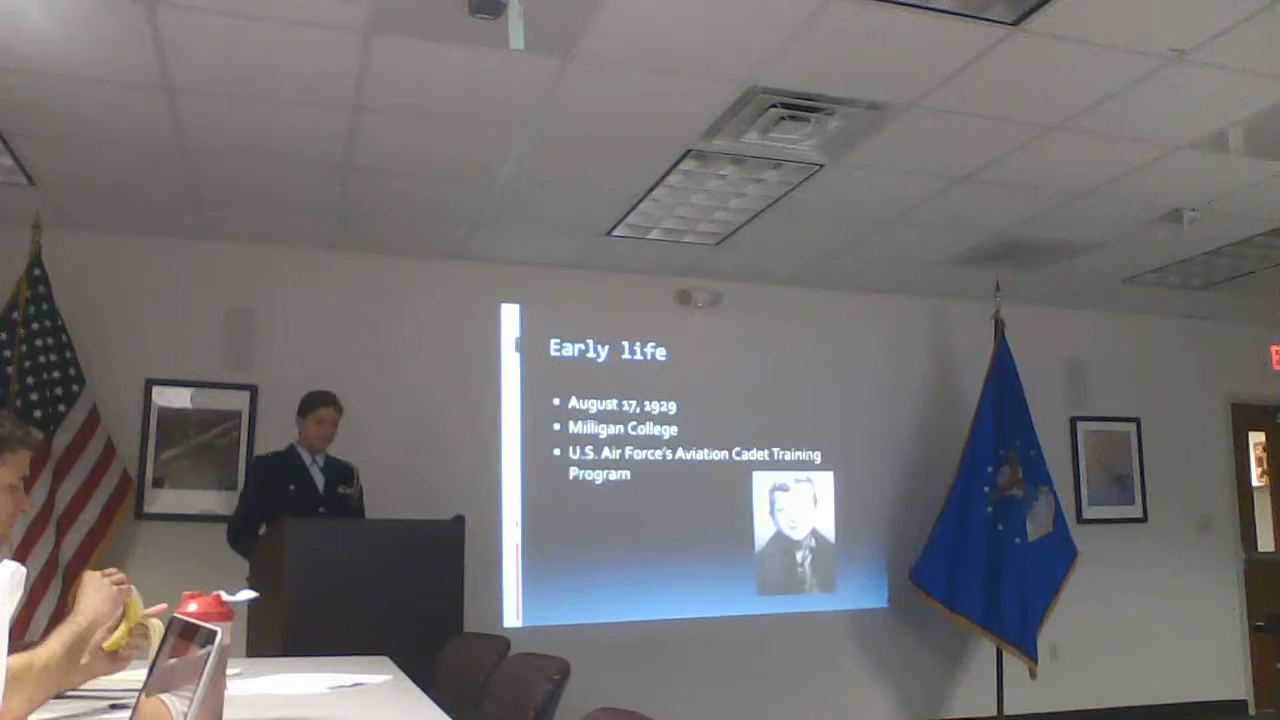 Early life
August 17, 1929
Milligan College
U.S. Air Force's Aviation Cadet Training
Program